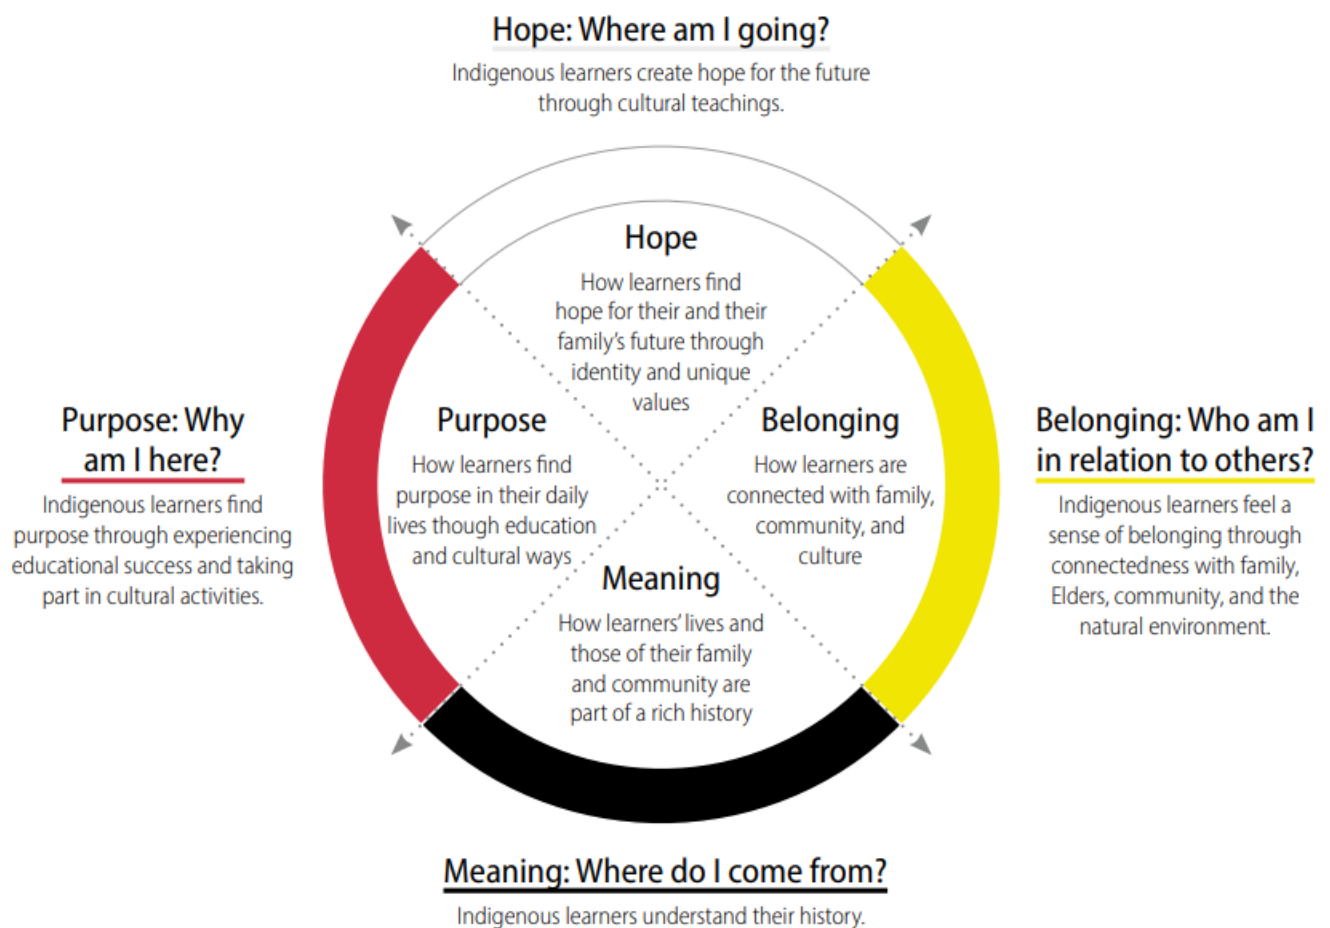 Hope: Where am I going?
Indigenous learners create hope for the future
through cultural teachings.
Hope
How learners find
hope for their and their
family's future through
identity and unique
values
Purpose: Why
am I here?
Indigenous learners find
purpose through experiencing
educational success and taking
part in cultural activities.
Purpose
How learners find
purpose in their daily
lives though education
and cultural ways
Belonging
How learners are
connected with family,
community, and
culture
Belonging: Who am I
in relation to others?
Indigenous learners feel a
sense of belonging through
connectedness with family,
Elders, community, and the
natural environment.
Meaning
How learners' lives and
those of their family
and community are
part of a rich history
Meaning: Where do I come from?
Indigenous learners understand their history.